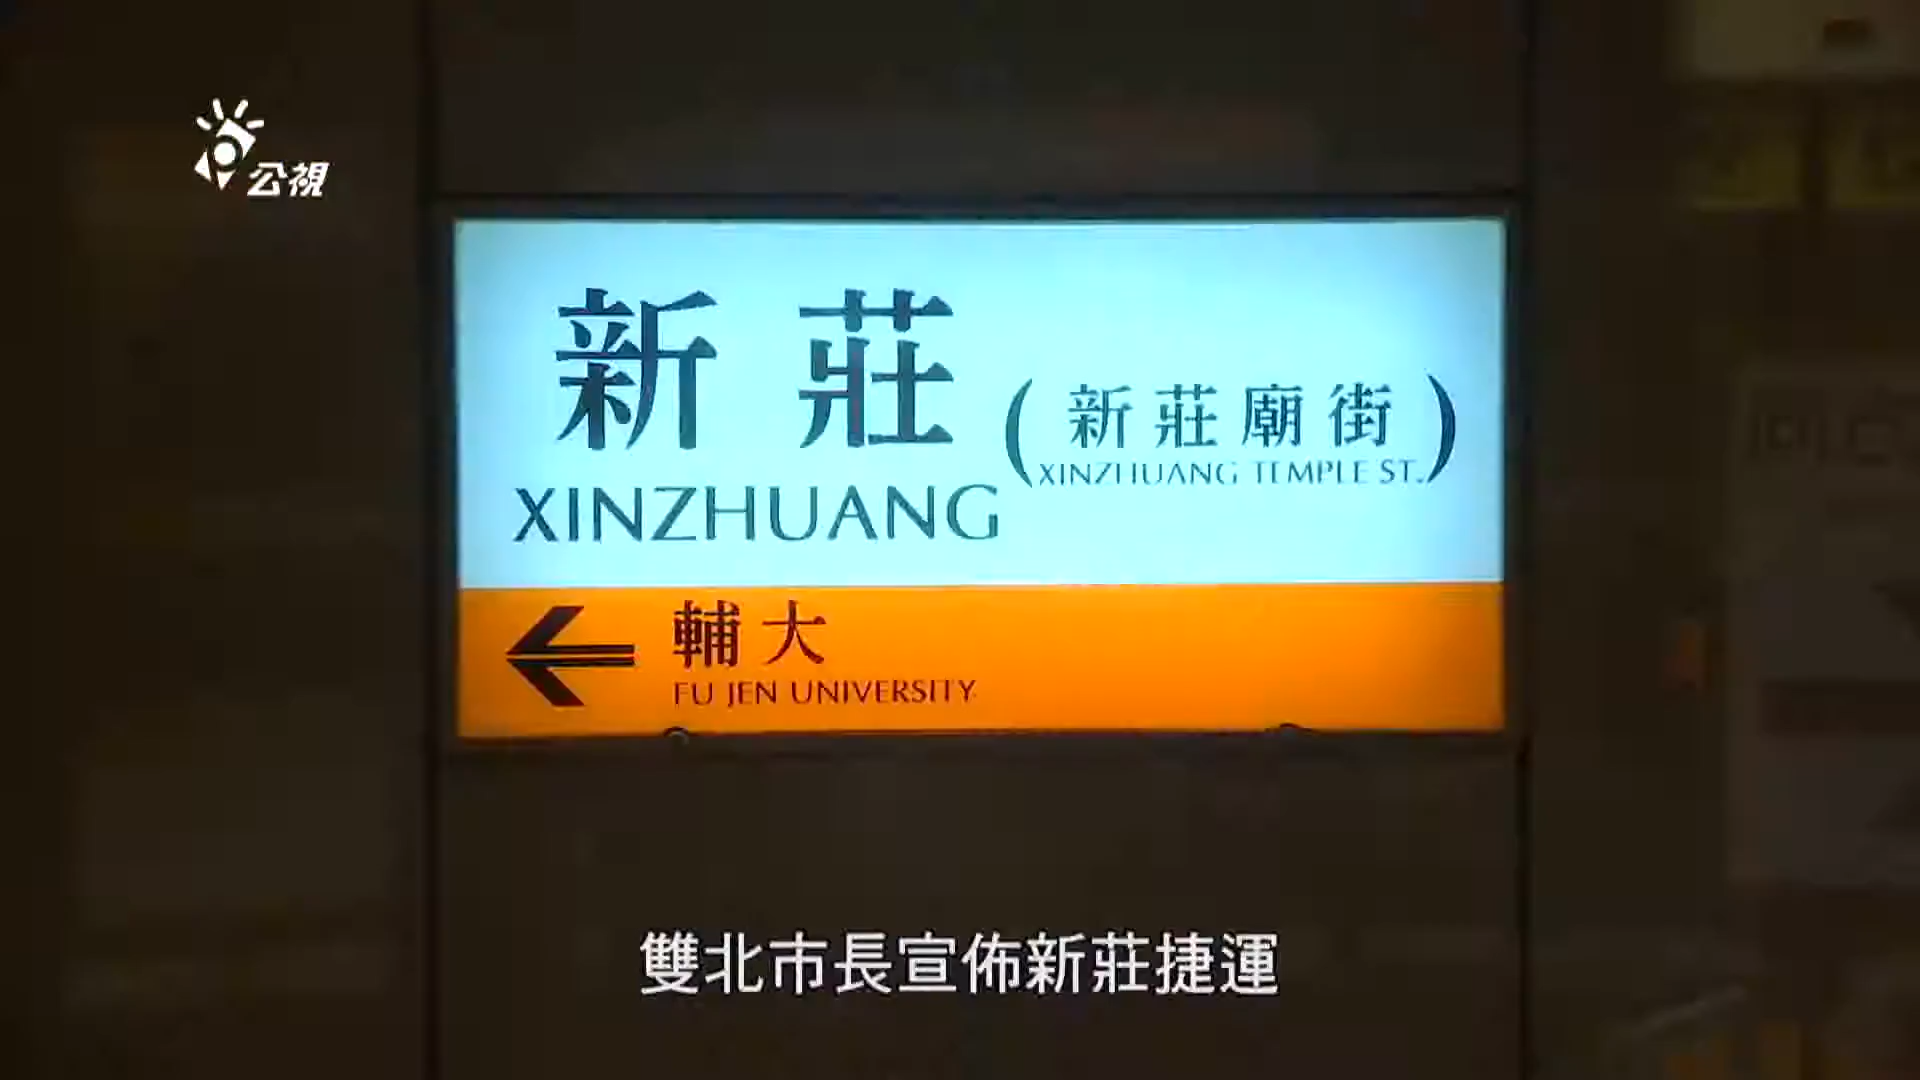 公視
新莊
(新莊廟街)
XINZHUANG TEMPLE ST.
XINZHUANG
輔大
FU JEN UNIVERSITY
雙北市長宣佈新莊捷運